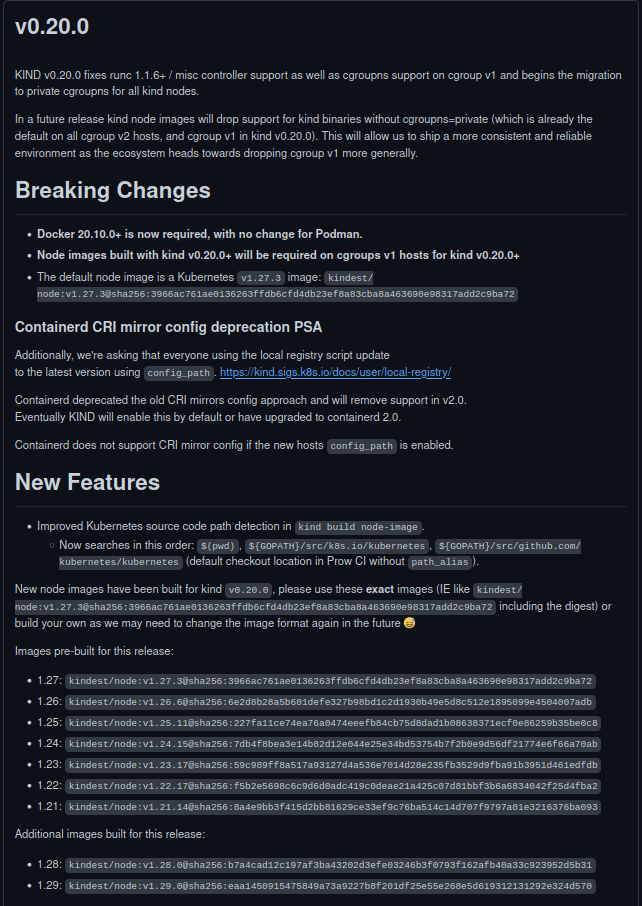 v0.20.0
KIND v0.20.0 fixes runc 1.1.6+ / misc controller support as well as cgroupns support on cgroup v1 and begins the migration
to private cgroupns for all kind nodes.
In a future release kind node images will drop support for kind binaries without cgroupns=private (which is already the
default on all cgroup v2 hosts, and cgroup v1 in kind v0.20.0). This will allow us to ship a more consistent and reliable
environment as the ecosystem heads towards dropping cgroup v1 more generally.
Breaking Changes
• Docker 20.10.0+ is now required, with no change for Podman.
• Node images built with kind v0.20.0+ will be required on cgroups v1 hosts for kind v0.20.0+
• The default node image is a Kubernetes v1.27.3 image: kindest/
node:v1.27.3@sha256:3966ac761ae0136263ffdb6cfd4db23ef8a83cba8a463690e98317add2c9ba72
Containerd CRI mirror config deprecation PSA
Additionally, we're asking that everyone using the local registry script update
to the latest version using config_path. https://kind.sigs.k8s.io/docs/user/local-registry/
Containerd deprecated the old CRI mirrors config approach and will remove support in v2.0.
Eventually KIND will enable this by default or have upgraded to containerd 2.0.
Containerd does not support CRI mirror config if the new hosts config_path is enabled.
New Features
• Improved Kubernetes source code path detection in kind build node-image.
○ Now searches in this order: $(pwd), ${GOPATH}/src/k8s.io/kubernetes, ${GOPATH}/src/github.com/
kubernetes/kubernetes (default checkout location in Prow CI without path_alias).
New node images have been built for kind v0.20.0, please use these exact images (IE like kindest/
node:v1.27.3@sha256:3966ac761ae0136263ffdb6cfd4db23ef8a83cba8a463690e98317add2c9ba72 including the digest) or
build your own as we may need to change the image format again in the future 😅
Images pre-built for this release:
• 1.27: kindest/node:v1.27.3@sha256:3966ac761ae0136263ffdb6cfd4db23ef8a83cba8a463690e98317add2c9ba72
• 1.26: kindest/node:v1.26.6@sha256:6e2d8b28a5b601defe327b98bd1c2d1930b49e5d8c512e1895099e4504007adb
• 1.25: kindest/node:v1.25.11@sha256:227fa11ce74ea76a0474eeefb84cb75d8dad1b08638371ecf0e86259b35be0c8
• 1.24: kindest/node:v1.24.15@sha256:7db4f8bea3e14b82d12e044e25e34bd53754b7f2b0e9d56df21774e6f66a70ab
• 1.23: kindest/node:v1.23.17@sha256:59c989ff8a517a93127d4a536e7014d28e235fb3529d9fba91b3951d461edfdb
• 1.22: kindest/node:v1.22.17@sha256:f5b2e5698c6c9d6d0adc419c0deae21a425c07d81bbf3b6a6834042f25d4fba2
• 1.21: kindest/node:v1.21.14@sha256:8a4e9bb3f415d2bb81629ce33ef9c76ba514c14d707f9797a01e3216376ba093
Additional images built for this release:
• 1.28: kindest/node:v1.28.0@sha256:b7a4cad12c197af3ba43202d3efe03246b3f0793f162afb40a33c923952d5b31
• 1.29: kindest/node:v1.29.0@sha256:eaa1450915475849a73a9227b8f201df25e55e268e5d619312131292e324d570